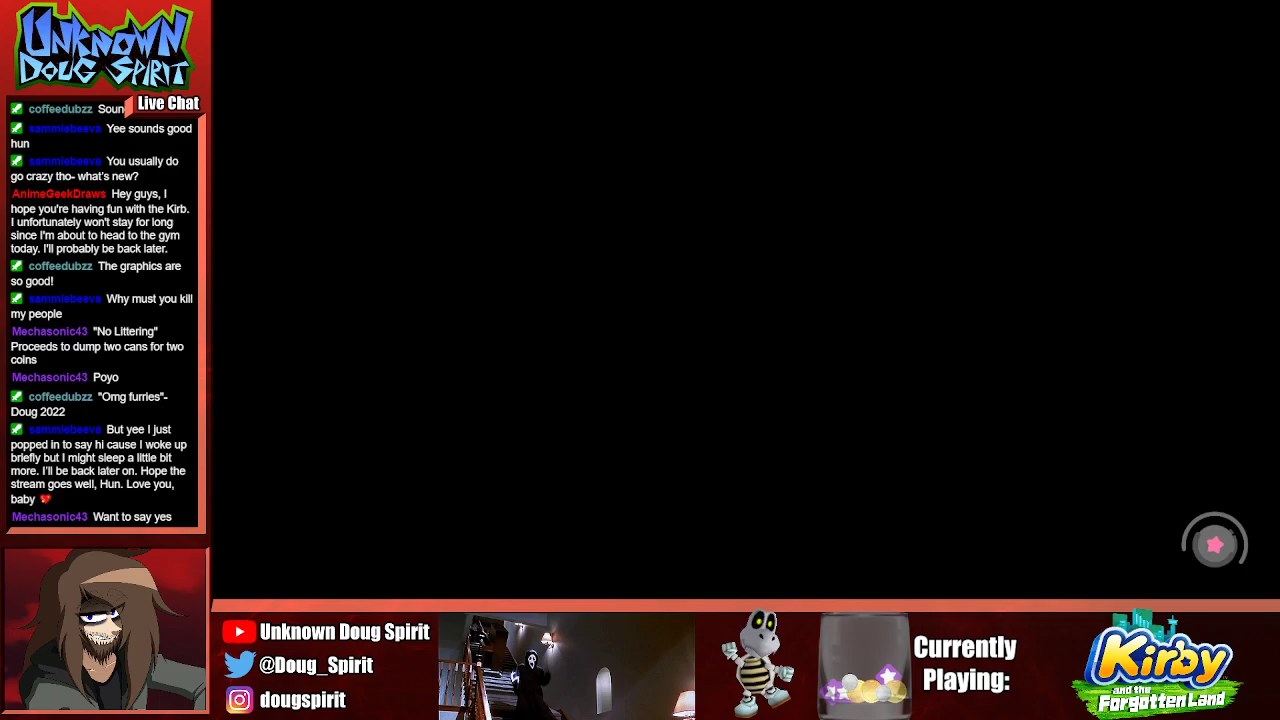 UNKNOWN
DOUG SPIRIT
Live Chat
coffeedubzz Soun
sammiebeeva Yee sounds good
hun
sammiebeeva You usually do
go crazy tho- what's new?
AnimeGeekDraws Hey guys, I
hope you're having fun with the Kirb.
I unfortunately won't stay for long
since I'm about to head to the gym
today. I'll probably be back later.
coffeedubzz The graphics are
so good!
sammiebeeva Why must you kill
my people
Mechasonic43 "No Littering"
Proceeds to dump two cans for two
coins
Mechasonic43 Poyo
coffeedubzz "Omg furries"-
Doug 2022
sammiebeeva But yee I just
popped in to say hi cause I woke up
briefly but I might sleep a little bit
more. I'll be back later on. Hope the
stream goes well, Hun. Love you,
baby
Mechasonic43 Want to say yes
Unknown Doug Spirit
@Doug_Spirit
dougspirit
Currently
Playing:
Kirby
and the
Forgotten Land